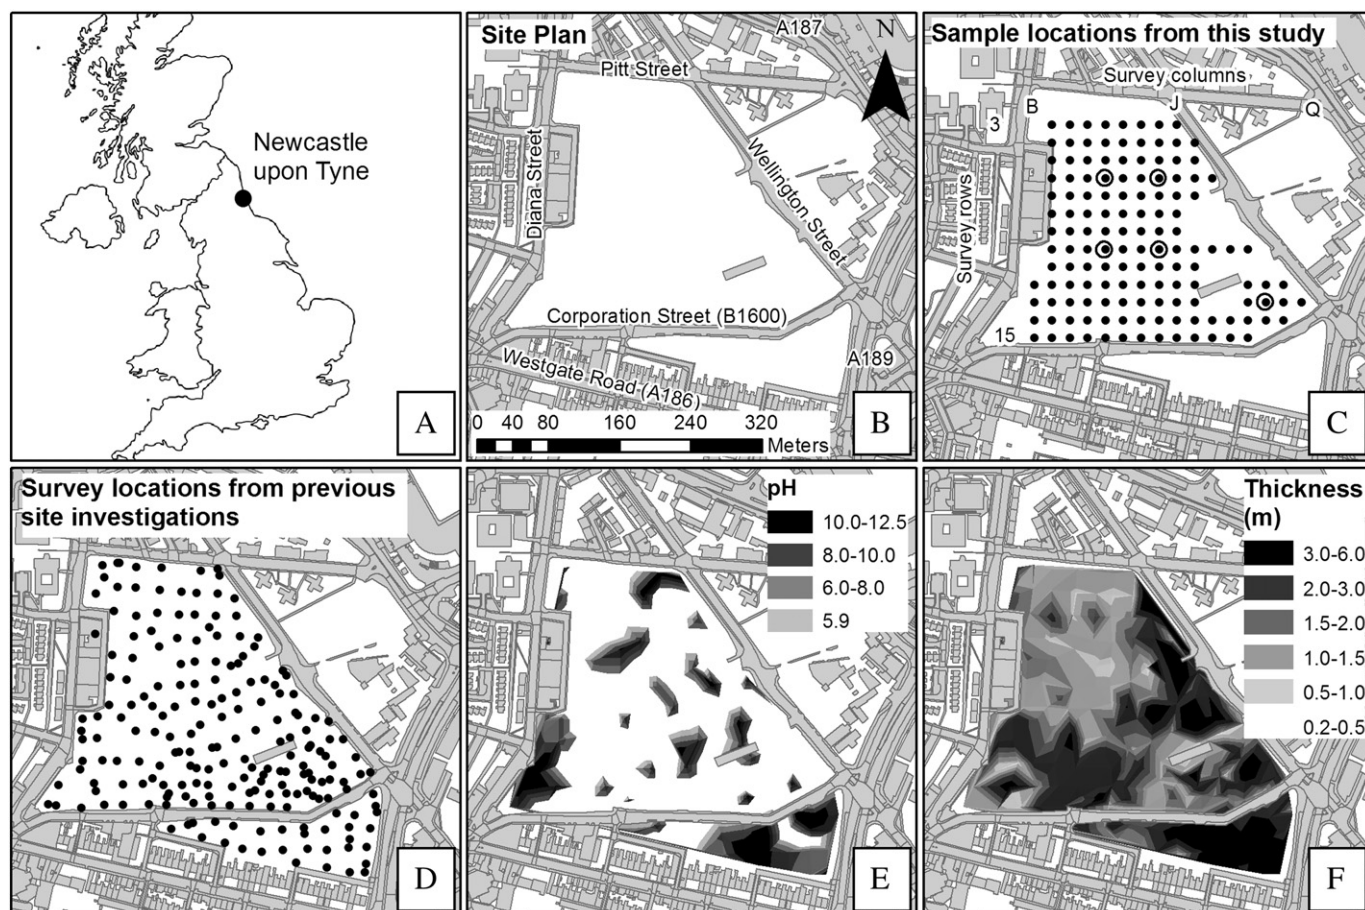 Newcastle
upon Tyne
A
Site Plan
A187
N
Pitt Street
Diana Street
Wellington Street
Corporation Street (B1600)
A189
Westgate Road (A186)
0 40 80 160 240 320
Meters
B
Sample locations from this study
Survey columns
B J Q
3
Survey rows
15
C
Survey locations from previous
site investigations
D
pH
10.0-12.5
8.0-10.0
6.0-8.0
5.9
E
Thickness
(m)
3.0-6.0
2.0-3.0
1.5-2.0
1.0-1.5
0.5-1.0
0.2-0.5
F